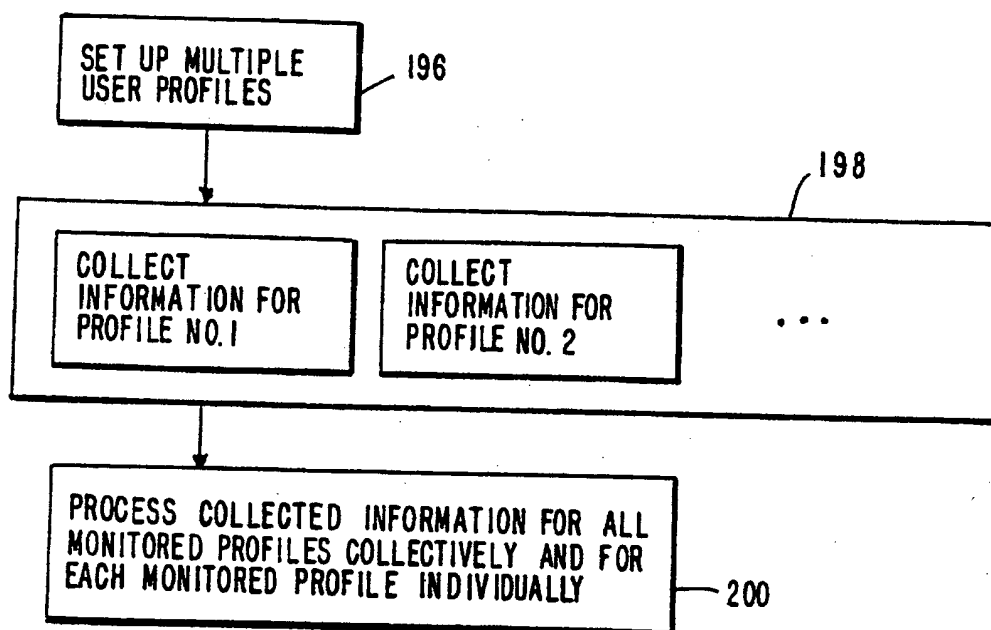 SET UP MULTIPLE
USER PROFILES
196
198
COLLECT
INFORMATION FOR
PROFILE NO. 1
COLLECT
INFORMATION FOR
PROFILE NO. 2
...
PROCESS COLLECTED INFORMATION FOR ALL
MONITORED PROFILES COLLECTIVELY AND FOR
EACH MONITORED PROFILE INDIVIDUALLY
200